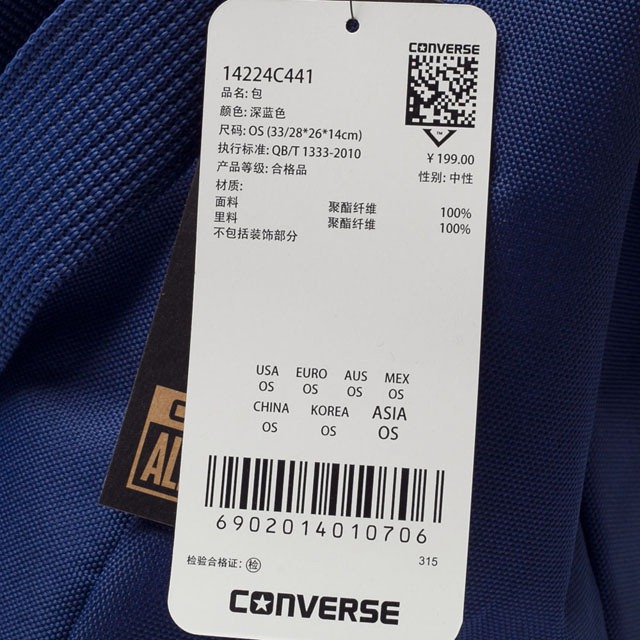 CONVERSE
14224C441
品名: 包
颜色: 深蓝色
尺码: OS (33/28*26*14cm)
执行标准: QB/T 1333-2010
产品等级: 合格品
¥ 199.00
性别: 中性
材质:
面料 聚酯纤维 100%
里料 聚酯纤维 100%
不包括装饰部分
USA EURO AUS MEX
OS OS OS OS
CHINA KOREA ASIA
OS OS OS
6902014010706
检验合格证: 检 315
CONVERSE